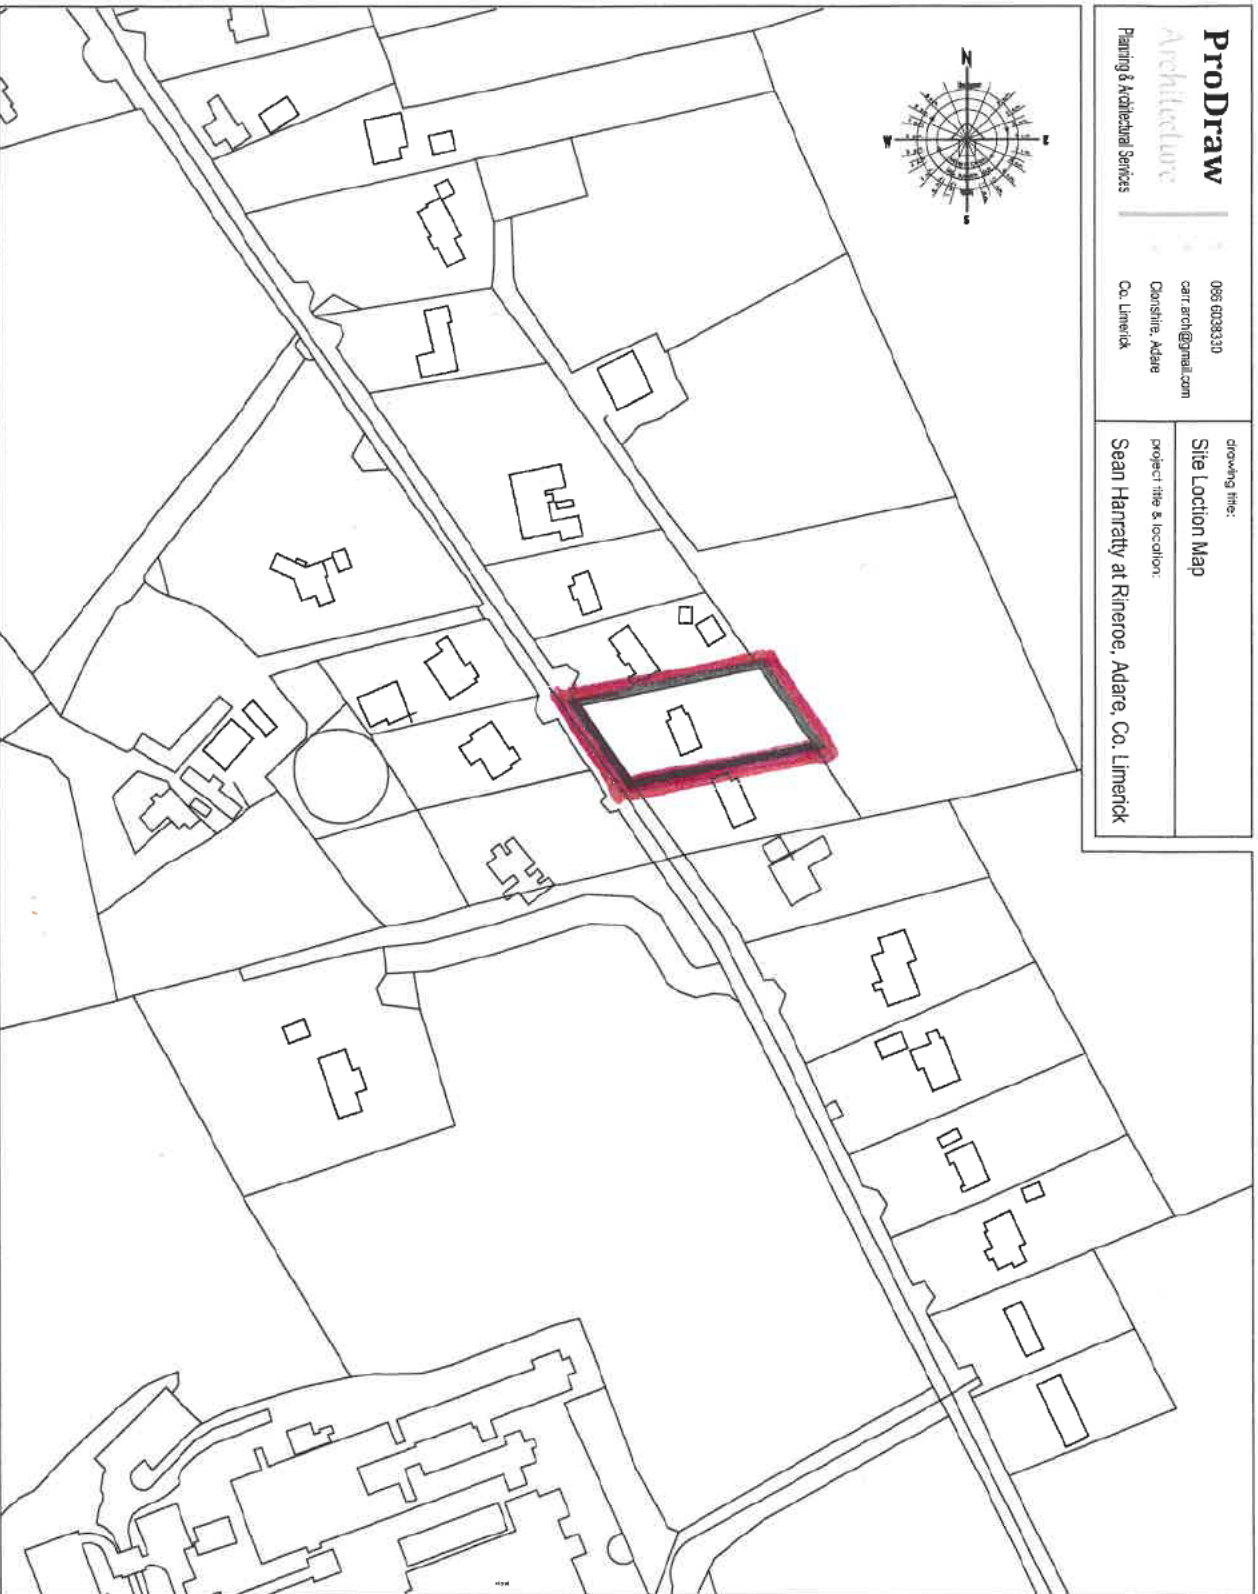 ProDraw
Architecture
Planning & Architectural Services
086 6038330
carr.arch@gmail.com
Clonshire, Adare
Co. Limerick
drawing title:
Site Loction Map
project title & location:
Sean Hanratty at Rineroe, Adare, Co. Limerick
N
E
W
S